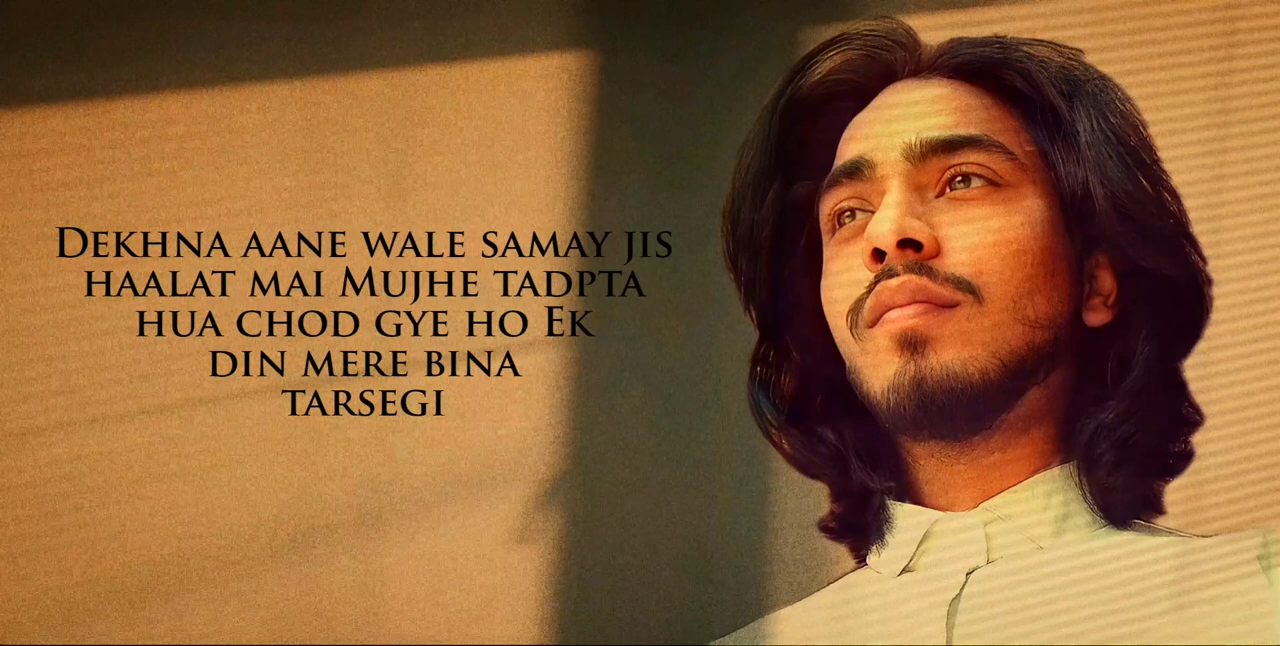 Dekhna aane wale samay jis
haalat mai Mujhe tadpta
hua chod gye ho Ek
din mere bina
tarsegi